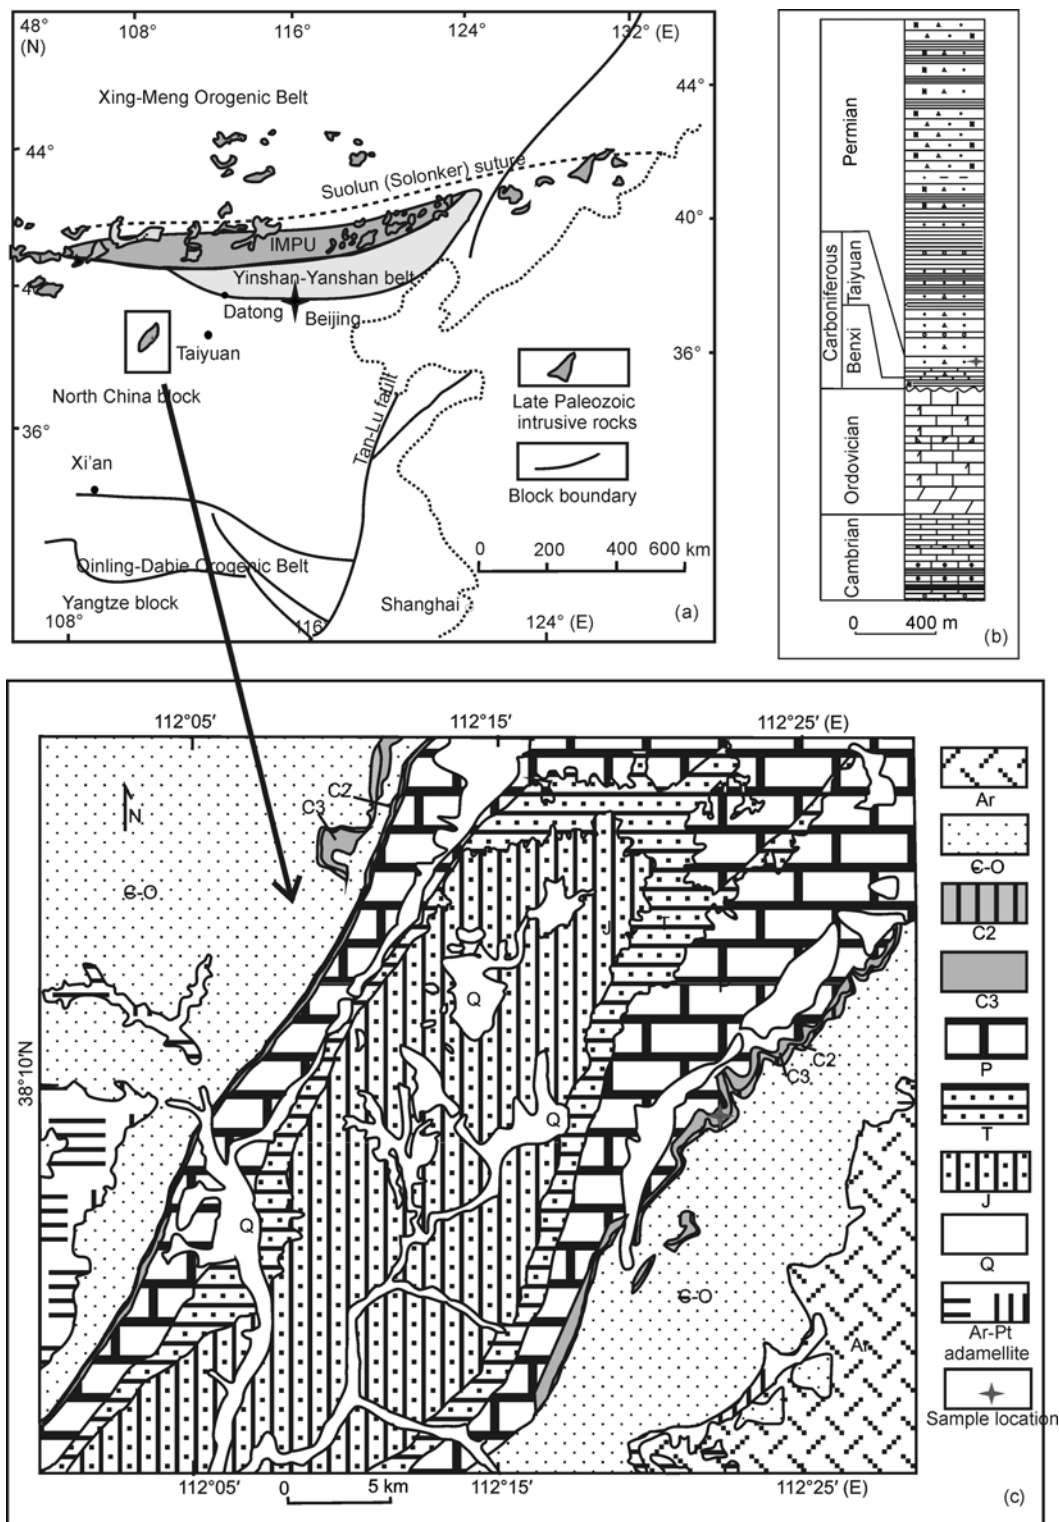 48° 108° 116° 124° 132° (E)
(N)
Xing-Meng Orogenic Belt
44°
44°
Suolun (Solonker) suture
40°
IMPU
Yinshan-Yanshan belt
Datong
Beijing
Taiyuan
36°
North China block
Late Paleozoic
intrusive rocks
Tan-Lu fault
36°
Xi'an
Block boundary
0 200 400 600 km
Qinling-Dabie Orogenic Belt
Yangtze block
Shanghai
(a)
108° 116 124° (E)
Permian
Carboniferous
Taiyuan
Benxi
Ordovician
Cambrian
0 400 m
(b)
112°05′ 112°15′ 112°25′ (E)
N
C2
C3
Є-O
J
T
Q
P
C2
C3
38°10′N
Q
Q
Є-O
Ar
Ar
Є-O
C2
C3
P
T
J
Q
Ar-Pt
adamellite
Sample location
112°05′ 0 5 km 112°15′ 112°25′ (E)
(c)